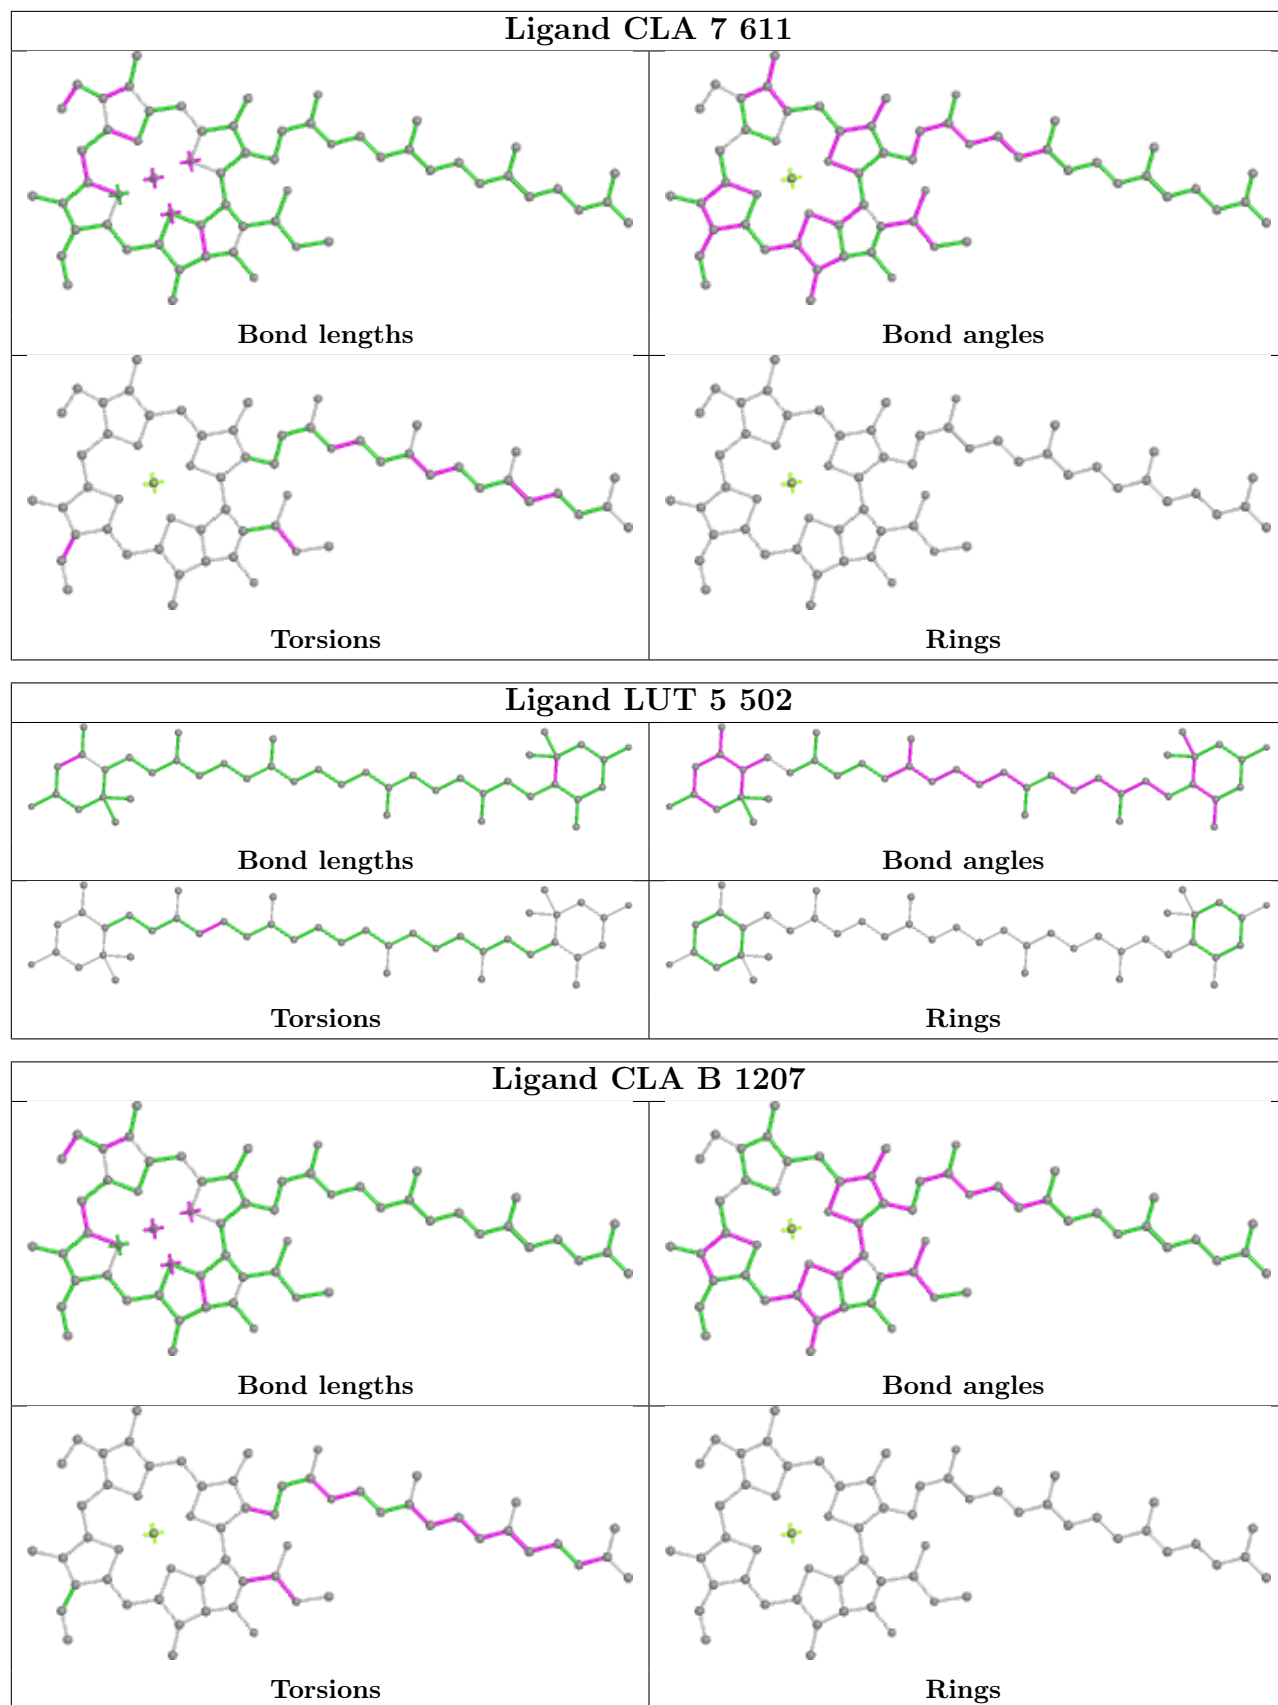 Ligand CLA 7 611
Bond lengths
Bond angles
Torsions
Rings
Ligand LUT 5 502
Bond lengths
Bond angles
Torsions
Rings
Ligand CLA B 1207
Bond lengths
Bond angles
Torsions
Rings